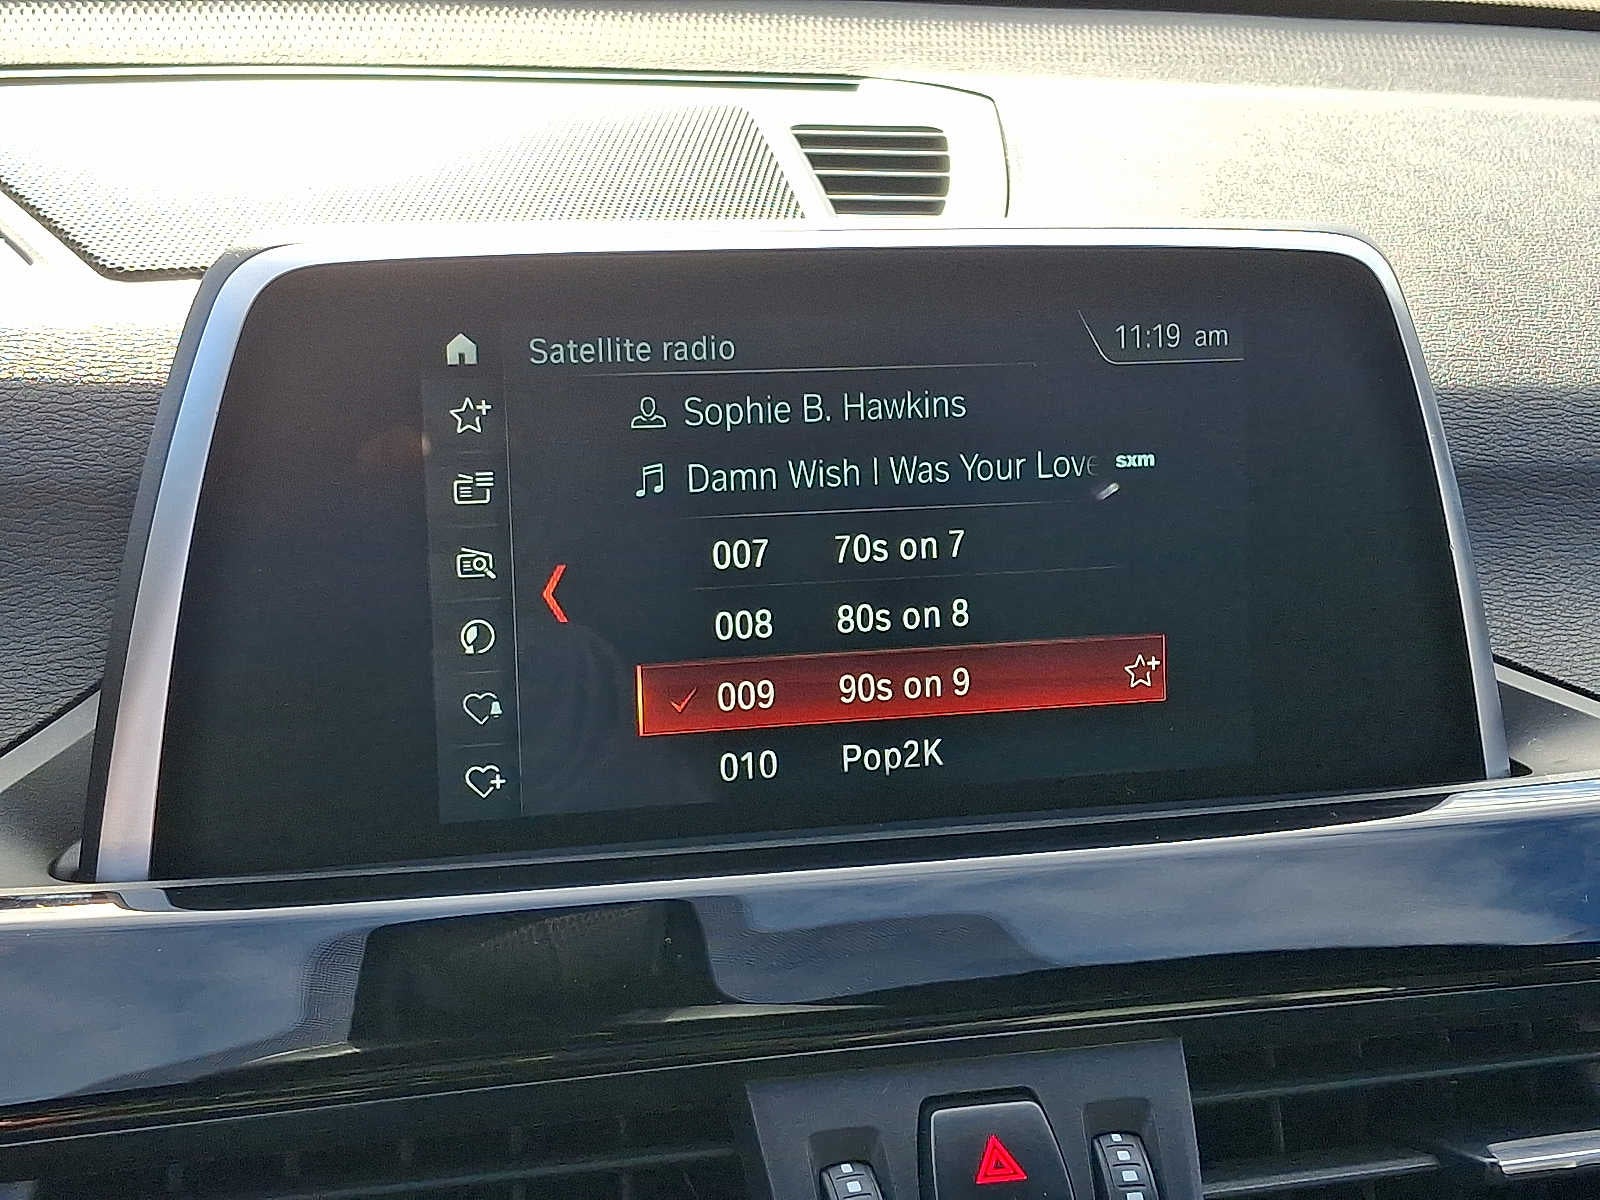 Satellite radio 11:19 am
Sophie B. Hawkins
Damn Wish I Was Your Love sxm
007 70s on 7
008 80s on 8
009 90s on 9
010 Pop2K